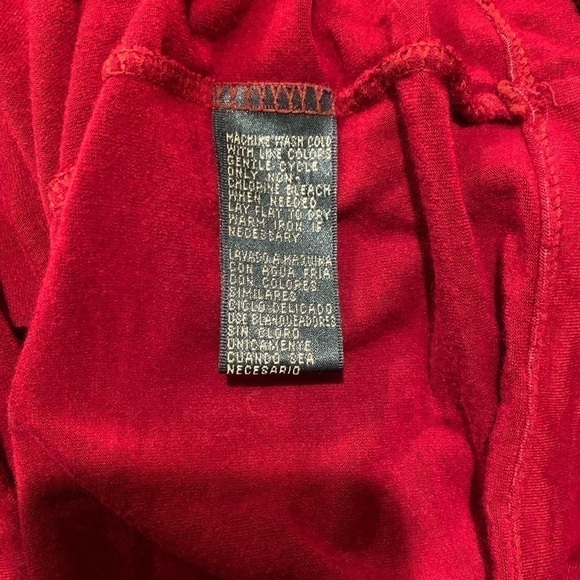 MACHINE WASH COLD
WITH LIKE COLORS
GENTLE CYCLE
ONLY NON-
CHLORINE BLEACH
WHEN NEEDED
LAY FLAT TO DRY
WARM IRON IF
NECESSARY
LAVAD.O A MAQUINA
CON AGUA FRIA
CON COLORES
SIMILARES
CICLO DELICADO
USE BLANQUEADORES
SIN CLORO
UNICAMENTE
CUANDO SEA
NECESARIO